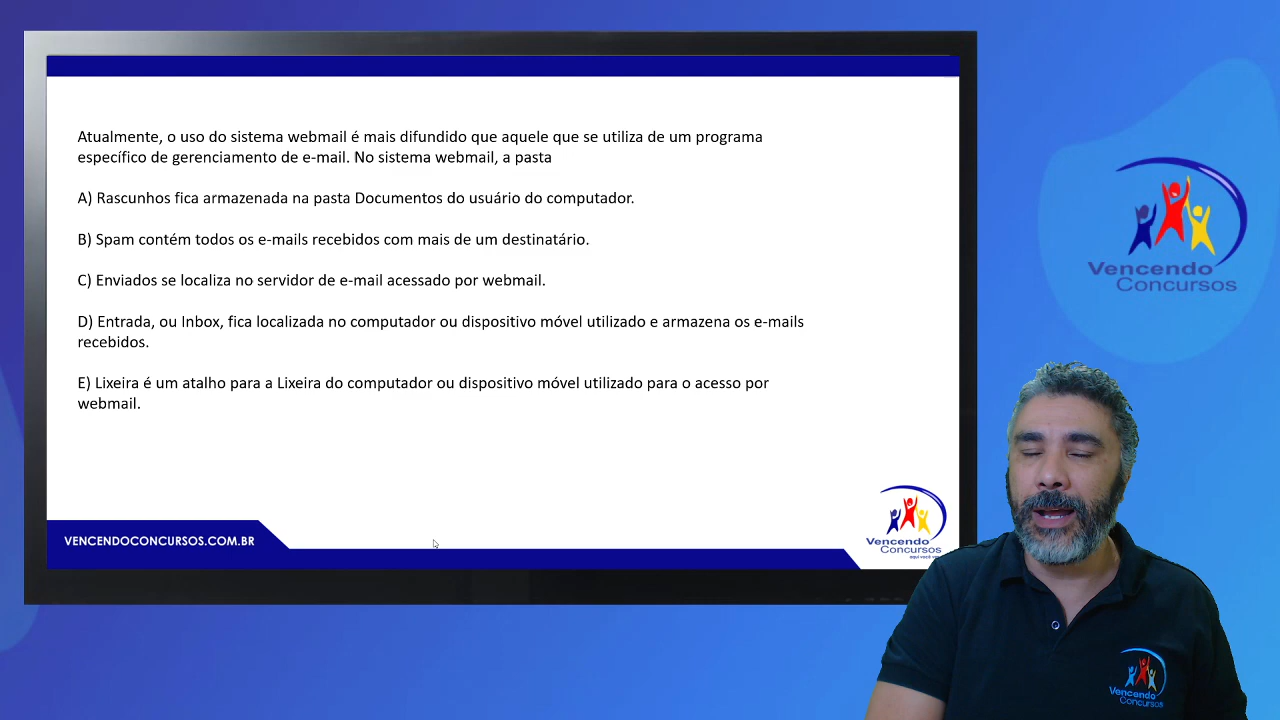 Atualmente, o uso do sistema webmail é mais difundido que aquele que se utiliza de um programa
específico de gerenciamento de e-mail. No sistema webmail, a pasta
A) Rascunhos fica armazenada na pasta Documentos do usuário do computador.
B) Spam contém todos os e-mails recebidos com mais de um destinatário.
C) Enviados se localiza no servidor de e-mail acessado por webmail.
D) Entrada, ou Inbox, fica localizada no computador ou dispositivo móvel utilizado e armazena os e-mails
recebidos.
E) Lixeira é um atalho para a Lixeira do computador ou dispositivo móvel utilizado para o acesso por
webmail.
VENCENDOCONCURSOS.COM.BR
Vencendo
Concursos
Vencendo
Concursos
Vencendo
Concursos